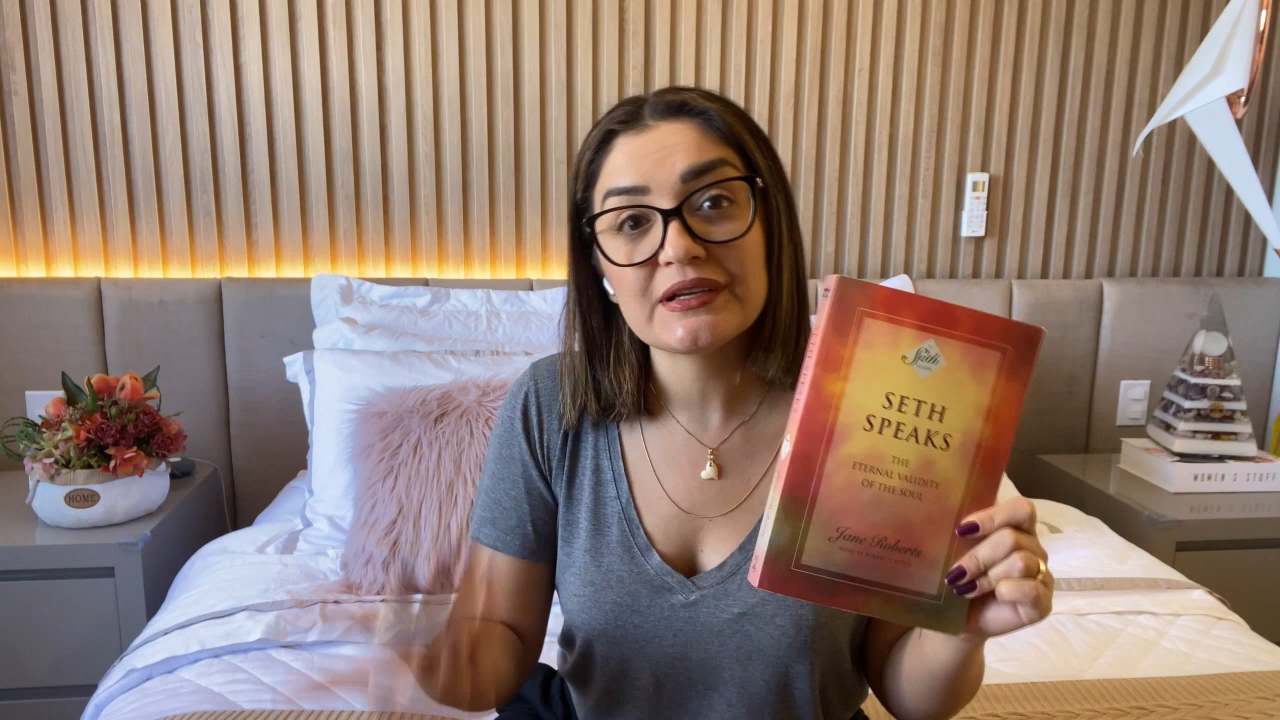 HOME
Seth
SETH
SPEAKS
THE
ETERNAL VALIDITY
OF THE SOUL
Jane Roberts
WOMEN'S STUFF